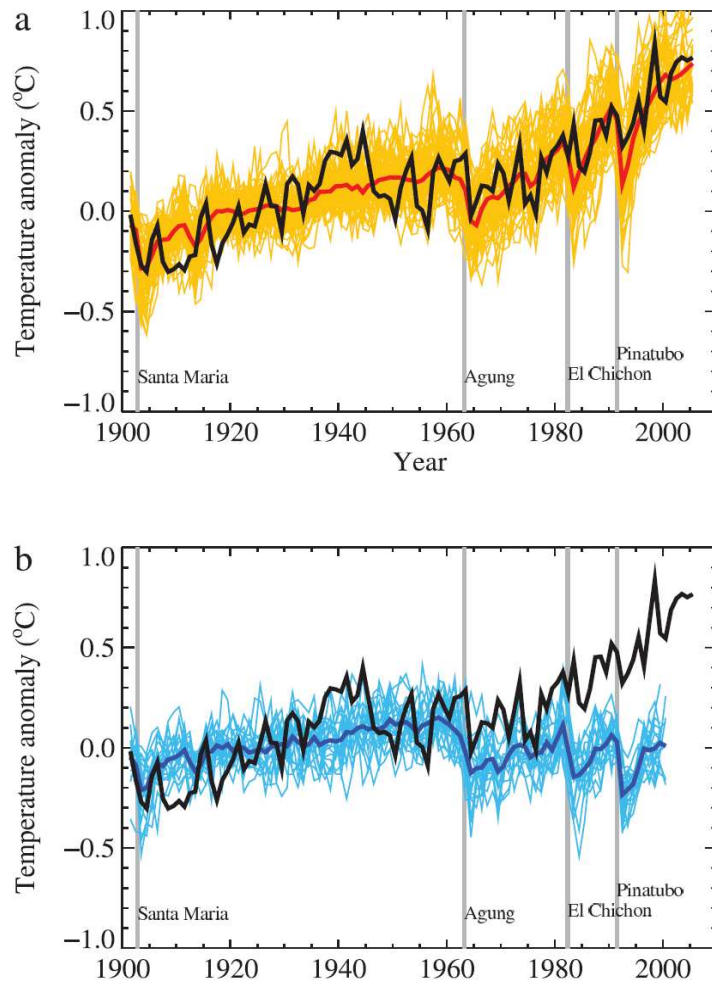 a
1.0
0.5
0.0
−0.5
−1.0
Temperature anomaly (°C)
Santa Maria
Agung
El Chichon
Pinatubo
1900 1920 1940 1960 1980 2000
Year
b
1.0
0.5
0.0
−0.5
−1.0
Temperature anomaly (°C)
Santa Maria
Agung
El Chichon
Pinatubo
1900 1920 1940 1960 1980 2000